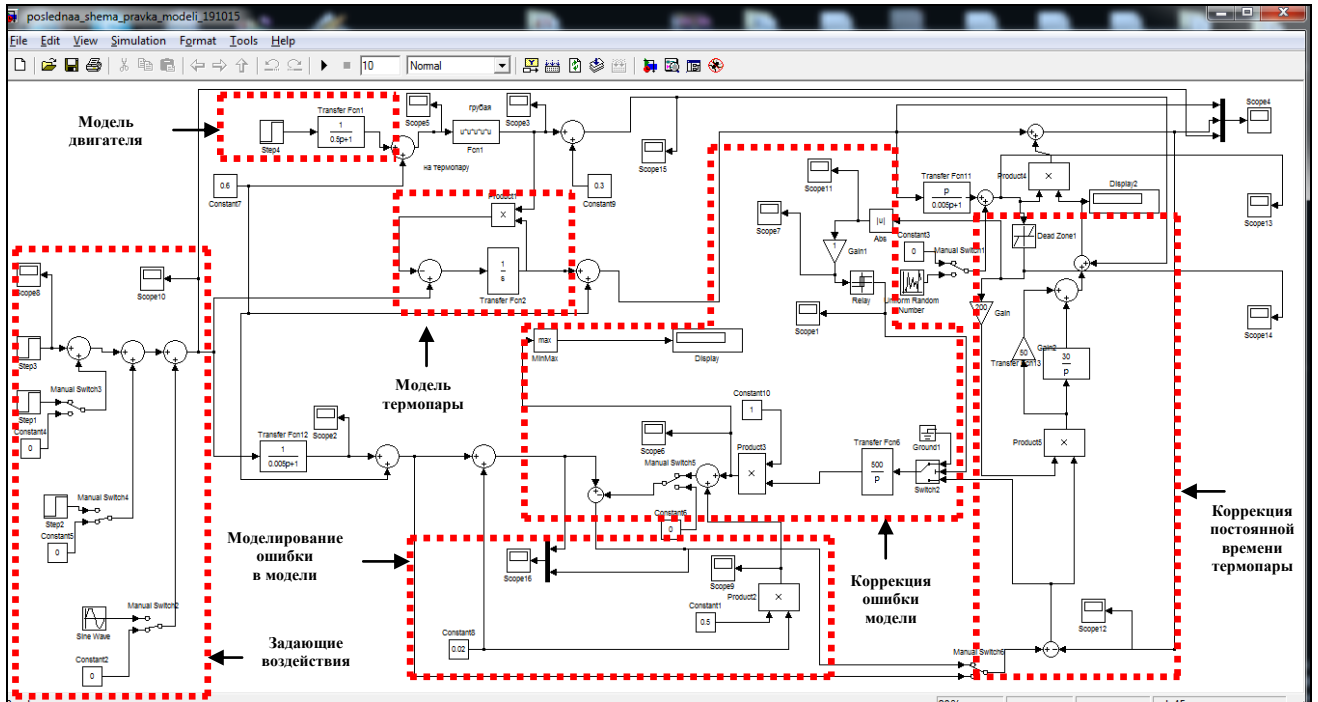 poslednaa_shema_pravka_modeli_191015
File Edit View Simulation Format Tools Help
10 Normal
Модель
двигателя
Transfer Fcn1
1
0.5p+1
Step4
Scope5
грубая
u*u*u*u*u
Fcn1
на термопару
Scope3
Scope15
0.6
Constant7
0.3
Constant9
Product1
×
1
s
Transfer Fcn2
Модель
термопары
Scope8
Scope10
Step3
Manual Switch3
Step1
Constant4
0
Manual Switch4
Step2
Constant5
0
Manual Switch2
Sine Wave
Constant2
0
Задающие
воздействия
Transfer Fcn12
1
0.005p+1
Scope2
Scope4
Scope11
Scope7
|u|
Abs
1
Gain1
Relay
Scope1
Transfer Fcn11
p
0.005p+1
Constant3
0
Manual Switch1
Uniform Random
Number
Product4
×
Display2
Scope13
Dead Zone1
200
Gain
Scope14
50
Gain2
Transfer Fcn13
30
p
Product5
×
max
MinMax
Display
Constant10
1
Scope6
Product3
×
Manual Switch5
Constant6
0
Transfer Fcn6
500
p
Ground1
Switch2
Моделирование
ошибки
в модели
Scope16
Scope9
Product2
×
Constant1
0.5
Constant8
0.02
Коррекция
ошибки
модели
Scope12
Manual Switch6
Коррекция
постоянной
времени
термопары